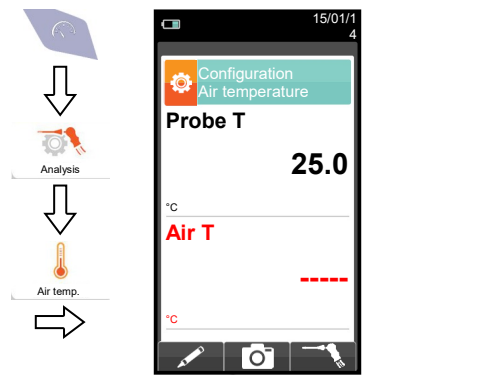 15/01/1
4
Configuration
Air temperature
Probe T
25.0
°C
Air T
-----
°C
Analysis
Air temp.